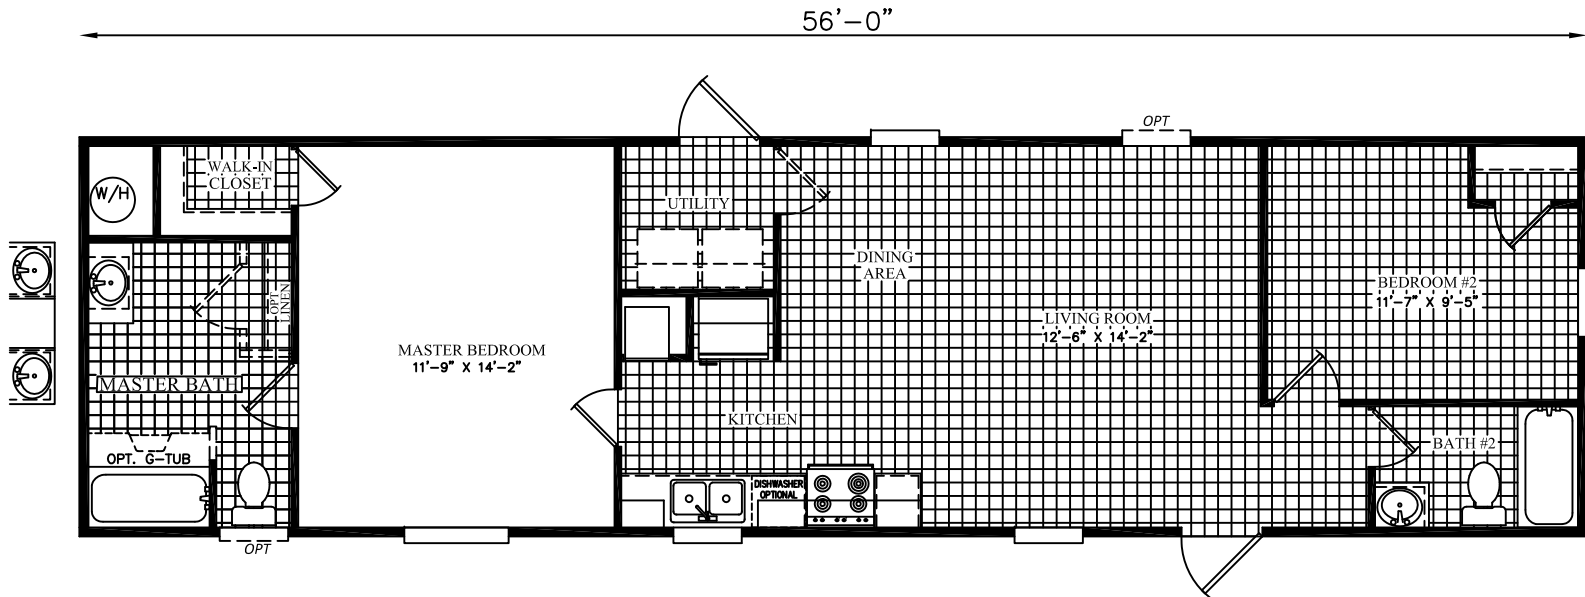 56'-0"
OPT
WALK-IN
CLOSET
W/H
UTILITY
DINING
AREA
BEDROOM #2
11'-7" X 9'-5"
OPT
LINEN
LIVING ROOM
12'-6" X 14'-2"
MASTER BEDROOM
11'-9" X 14'-2"
MASTER BATH
KITCHEN
BATH #2
OPT. G-TUB
DISHWASHER
OPTIONAL
OPT